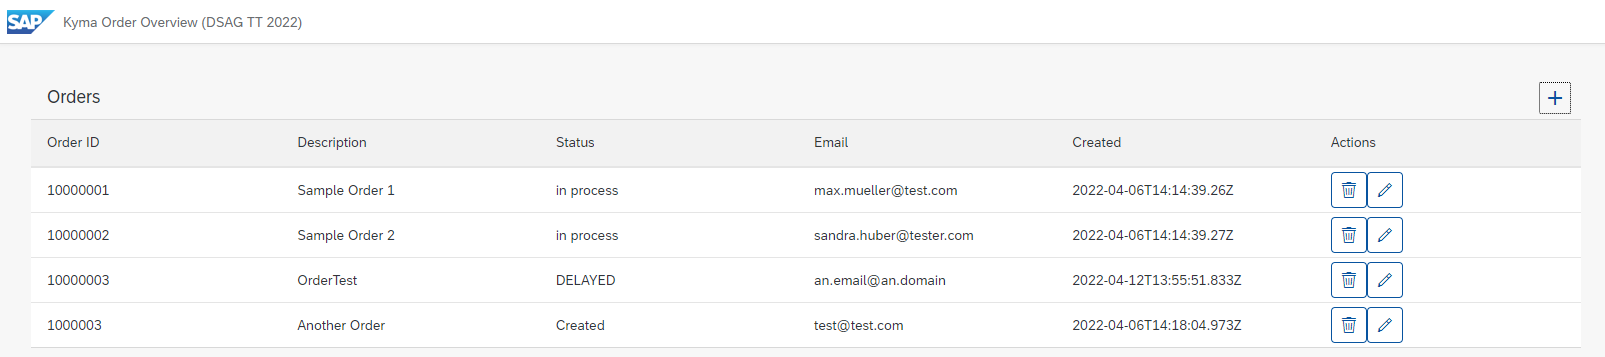 SAP Kyma Order Overview (DSAG TT 2022)
Orders
Order ID Description Status Email Created Actions
10000001 Sample Order 1 in process max.mueller@test.com 2022-04-06T14:14:39.26Z
10000002 Sample Order 2 in process sandra.huber@tester.com 2022-04-06T14:14:39.27Z
10000003 OrderTest DELAYED an.email@an.domain 2022-04-12T13:55:51.833Z
1000003 Another Order Created test@test.com 2022-04-06T14:18:04.973Z